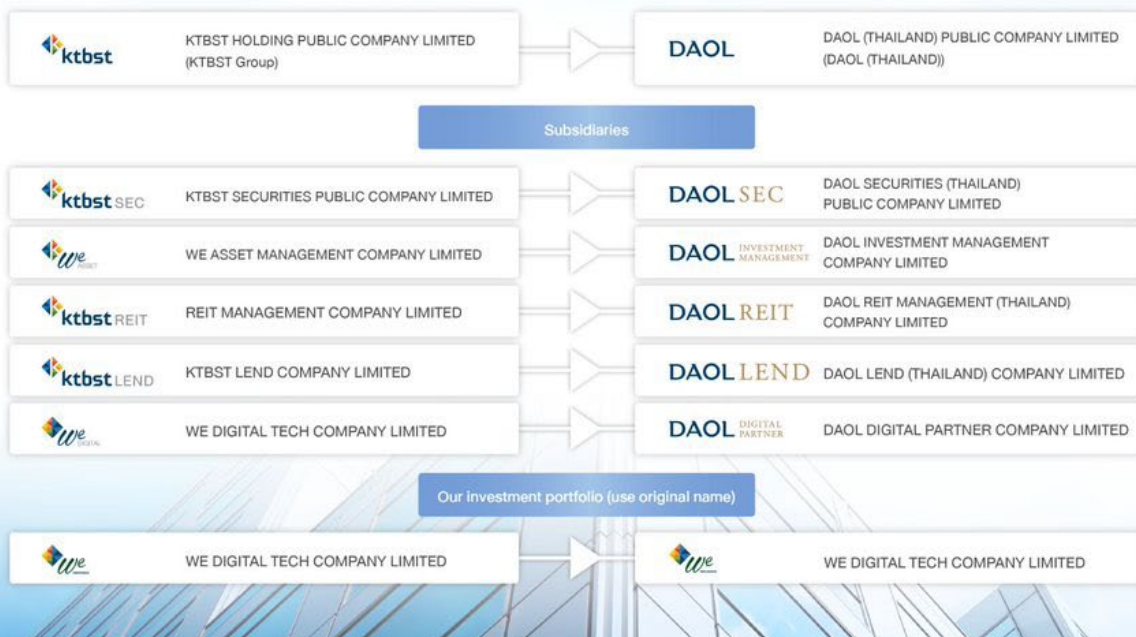 ktbst
KTBST HOLDING PUBLIC COMPANY LIMITED
(KTBST Group)
DAOL
DAOL (THAILAND) PUBLIC COMPANY LIMITED
(DAOL (THAILAND))
Subsidiaries
ktbst SEC
KTBST SECURITIES PUBLIC COMPANY LIMITED
DAOL SEC
DAOL SECURITIES (THAILAND)
PUBLIC COMPANY LIMITED
We
ASSET
WE ASSET MANAGEMENT COMPANY LIMITED
DAOL INVESTMENT
MANAGEMENT
DAOL INVESTMENT MANAGEMENT
COMPANY LIMITED
ktbst REIT
REIT MANAGEMENT COMPANY LIMITED
DAOL REIT
DAOL REIT MANAGEMENT (THAILAND)
COMPANY LIMITED
ktbst LEND
KTBST LEND COMPANY LIMITED
DAOL LEND
DAOL LEND (THAILAND) COMPANY LIMITED
We
DIGITAL
WE DIGITAL TECH COMPANY LIMITED
DAOL DIGITAL
PARTNER
DAOL DIGITAL PARTNER COMPANY LIMITED
Our investment portfolio (use original name)
We
WE DIGITAL TECH COMPANY LIMITED
We
WE DIGITAL TECH COMPANY LIMITED